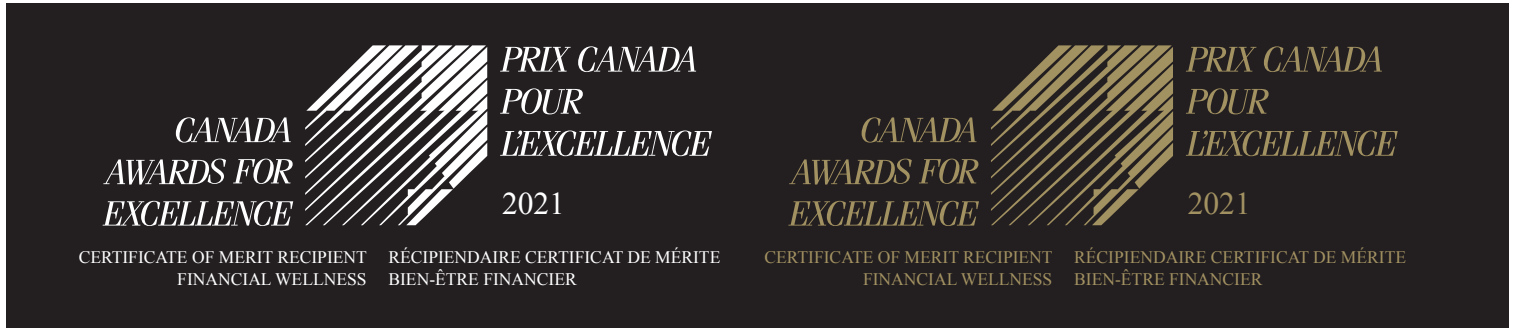 CANADA
AWARDS FOR
EXCELLENCE
PRIX CANADA
POUR
L'EXCELLENCE
2021
CERTIFICATE OF MERIT RECIPIENT
FINANCIAL WELLNESS
RÉCIPIENDAIRE CERTIFICAT DE MÉRITE
BIEN-ÊTRE FINANCIER
CANADA
AWARDS FOR
EXCELLENCE
PRIX CANADA
POUR
L'EXCELLENCE
2021
CERTIFICATE OF MERIT RECIPIENT
FINANCIAL WELLNESS
RÉCIPIENDAIRE CERTIFICAT DE MÉRITE
BIEN-ÊTRE FINANCIER